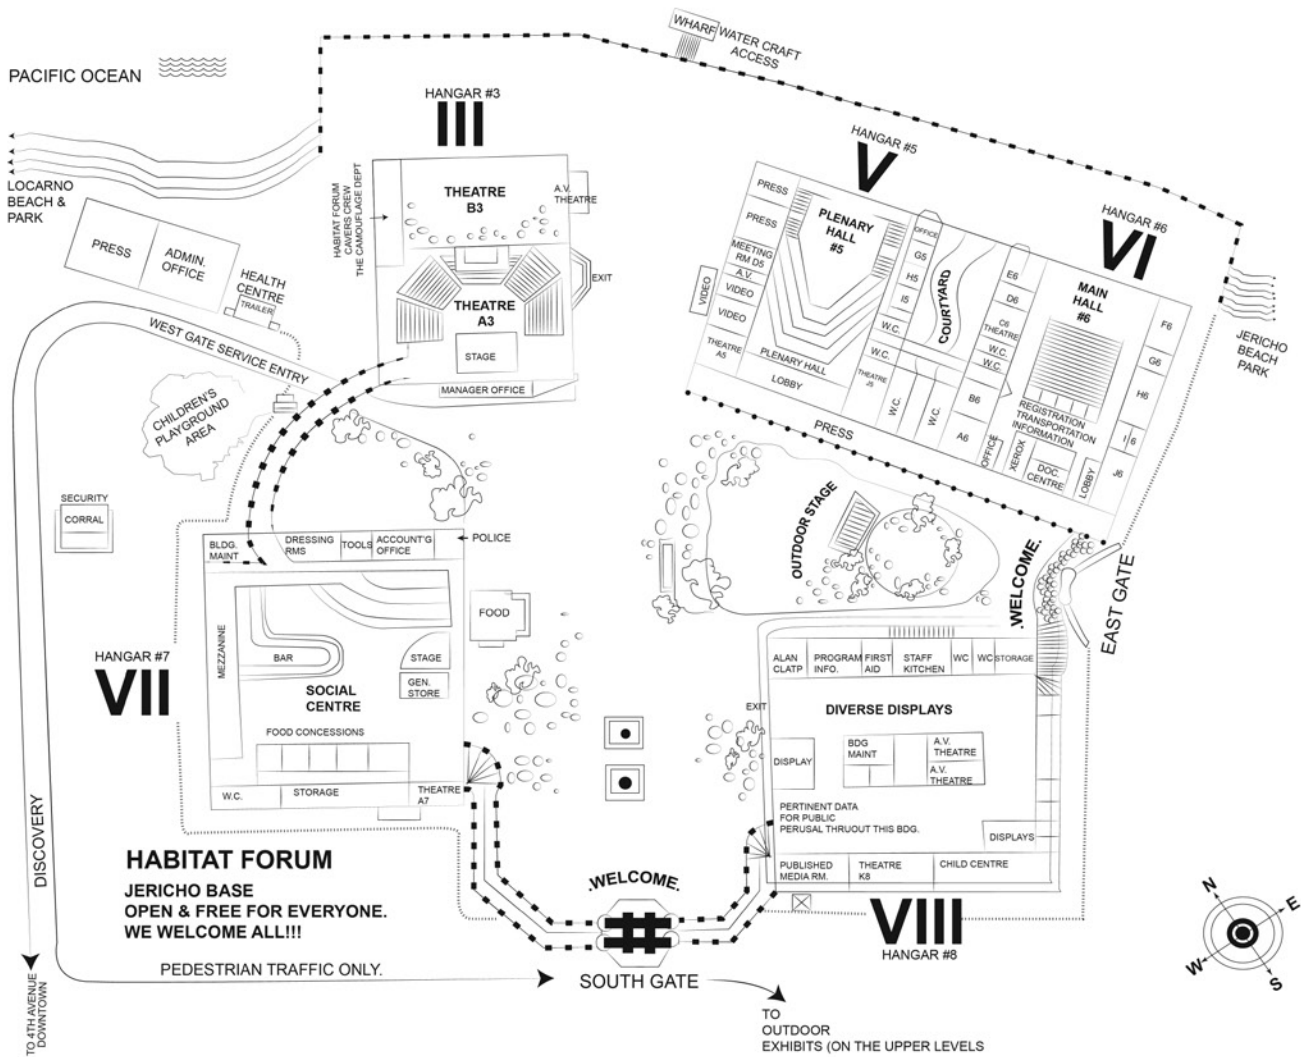 WHARF
WATER CRAFT
ACCESS
PACIFIC OCEAN
HANGAR #3
III
HANGAR #5
V
HANGAR #6
VI
LOCARNO
BEACH &
PARK
HABITAT FORUM
CAVERS CREW
THE CAMOUFLAGE DEPT
THEATRE
B3
A.V.
THEATRE
EXIT
THEATRE
A3
STAGE
MANAGER OFFICE
PRESS
ADMIN.
OFFICE
HEALTH
CENTRE
TRAILER
WEST GATE SERVICE ENTRY
CHILDREN'S
PLAYGROUND
AREA
PRESS
PRESS
MEETING
RM D5
A.V.
VIDEO
VIDEO
VIDEO
THEATRE
A5
PLENARY
HALL
#5
PLENARY HALL
LOBBY
OFFICE
G5
H5
I5
W.C.
W.C.
THEATRE
J5
W.C.
W.C.
COURTYARD
E6
D6
C6
THEATRE
W.C.
W.C.
B6
A6
OFFICE
MAIN
HALL
#6
REGISTRATION
TRANSPORTATION
INFORMATION
XEROX
DOC.
CENTRE
LOBBY
F6
G6
H6
I 6
J6
JERICHO
BEACH
PARK
PRESS
OUTDOOR STAGE
.WELCOME.
EAST GATE
SECURITY
CORRAL
BLDG.
MAINT
DRESSING
RMS
TOOLS
ACCOUNT'G
OFFICE
POLICE
FOOD
MEZZANINE
BAR
STAGE
GEN.
STORE
SOCIAL
CENTRE
FOOD CONCESSIONS
W.C.
STORAGE
THEATRE
A7
HANGAR #7
VII
ALAN
CLATP
PROGRAM
INFO.
FIRST
AID
STAFF
KITCHEN
WC
WC
STORAGE
EXIT
DIVERSE DISPLAYS
DISPLAY
BDG
MAINT
A.V.
THEATRE
A.V.
THEATRE
PERTINENT DATA
FOR PUBLIC
PERUSAL THRUOUT THIS BDG.
DISPLAYS
PUBLISHED
MEDIA RM.
THEATRE
K8
CHILD CENTRE
VIII
HANGAR #8
DISCOVERY
HABITAT FORUM
JERICHO BASE
OPEN & FREE FOR EVERYONE.
WE WELCOME ALL!!!
.WELCOME.
PEDESTRIAN TRAFFIC ONLY.
SOUTH GATE
TO 4TH AVENUE
DOWNTOWN
TO
OUTDOOR
EXHIBITS (ON THE UPPER LEVELS
N
E
W
S